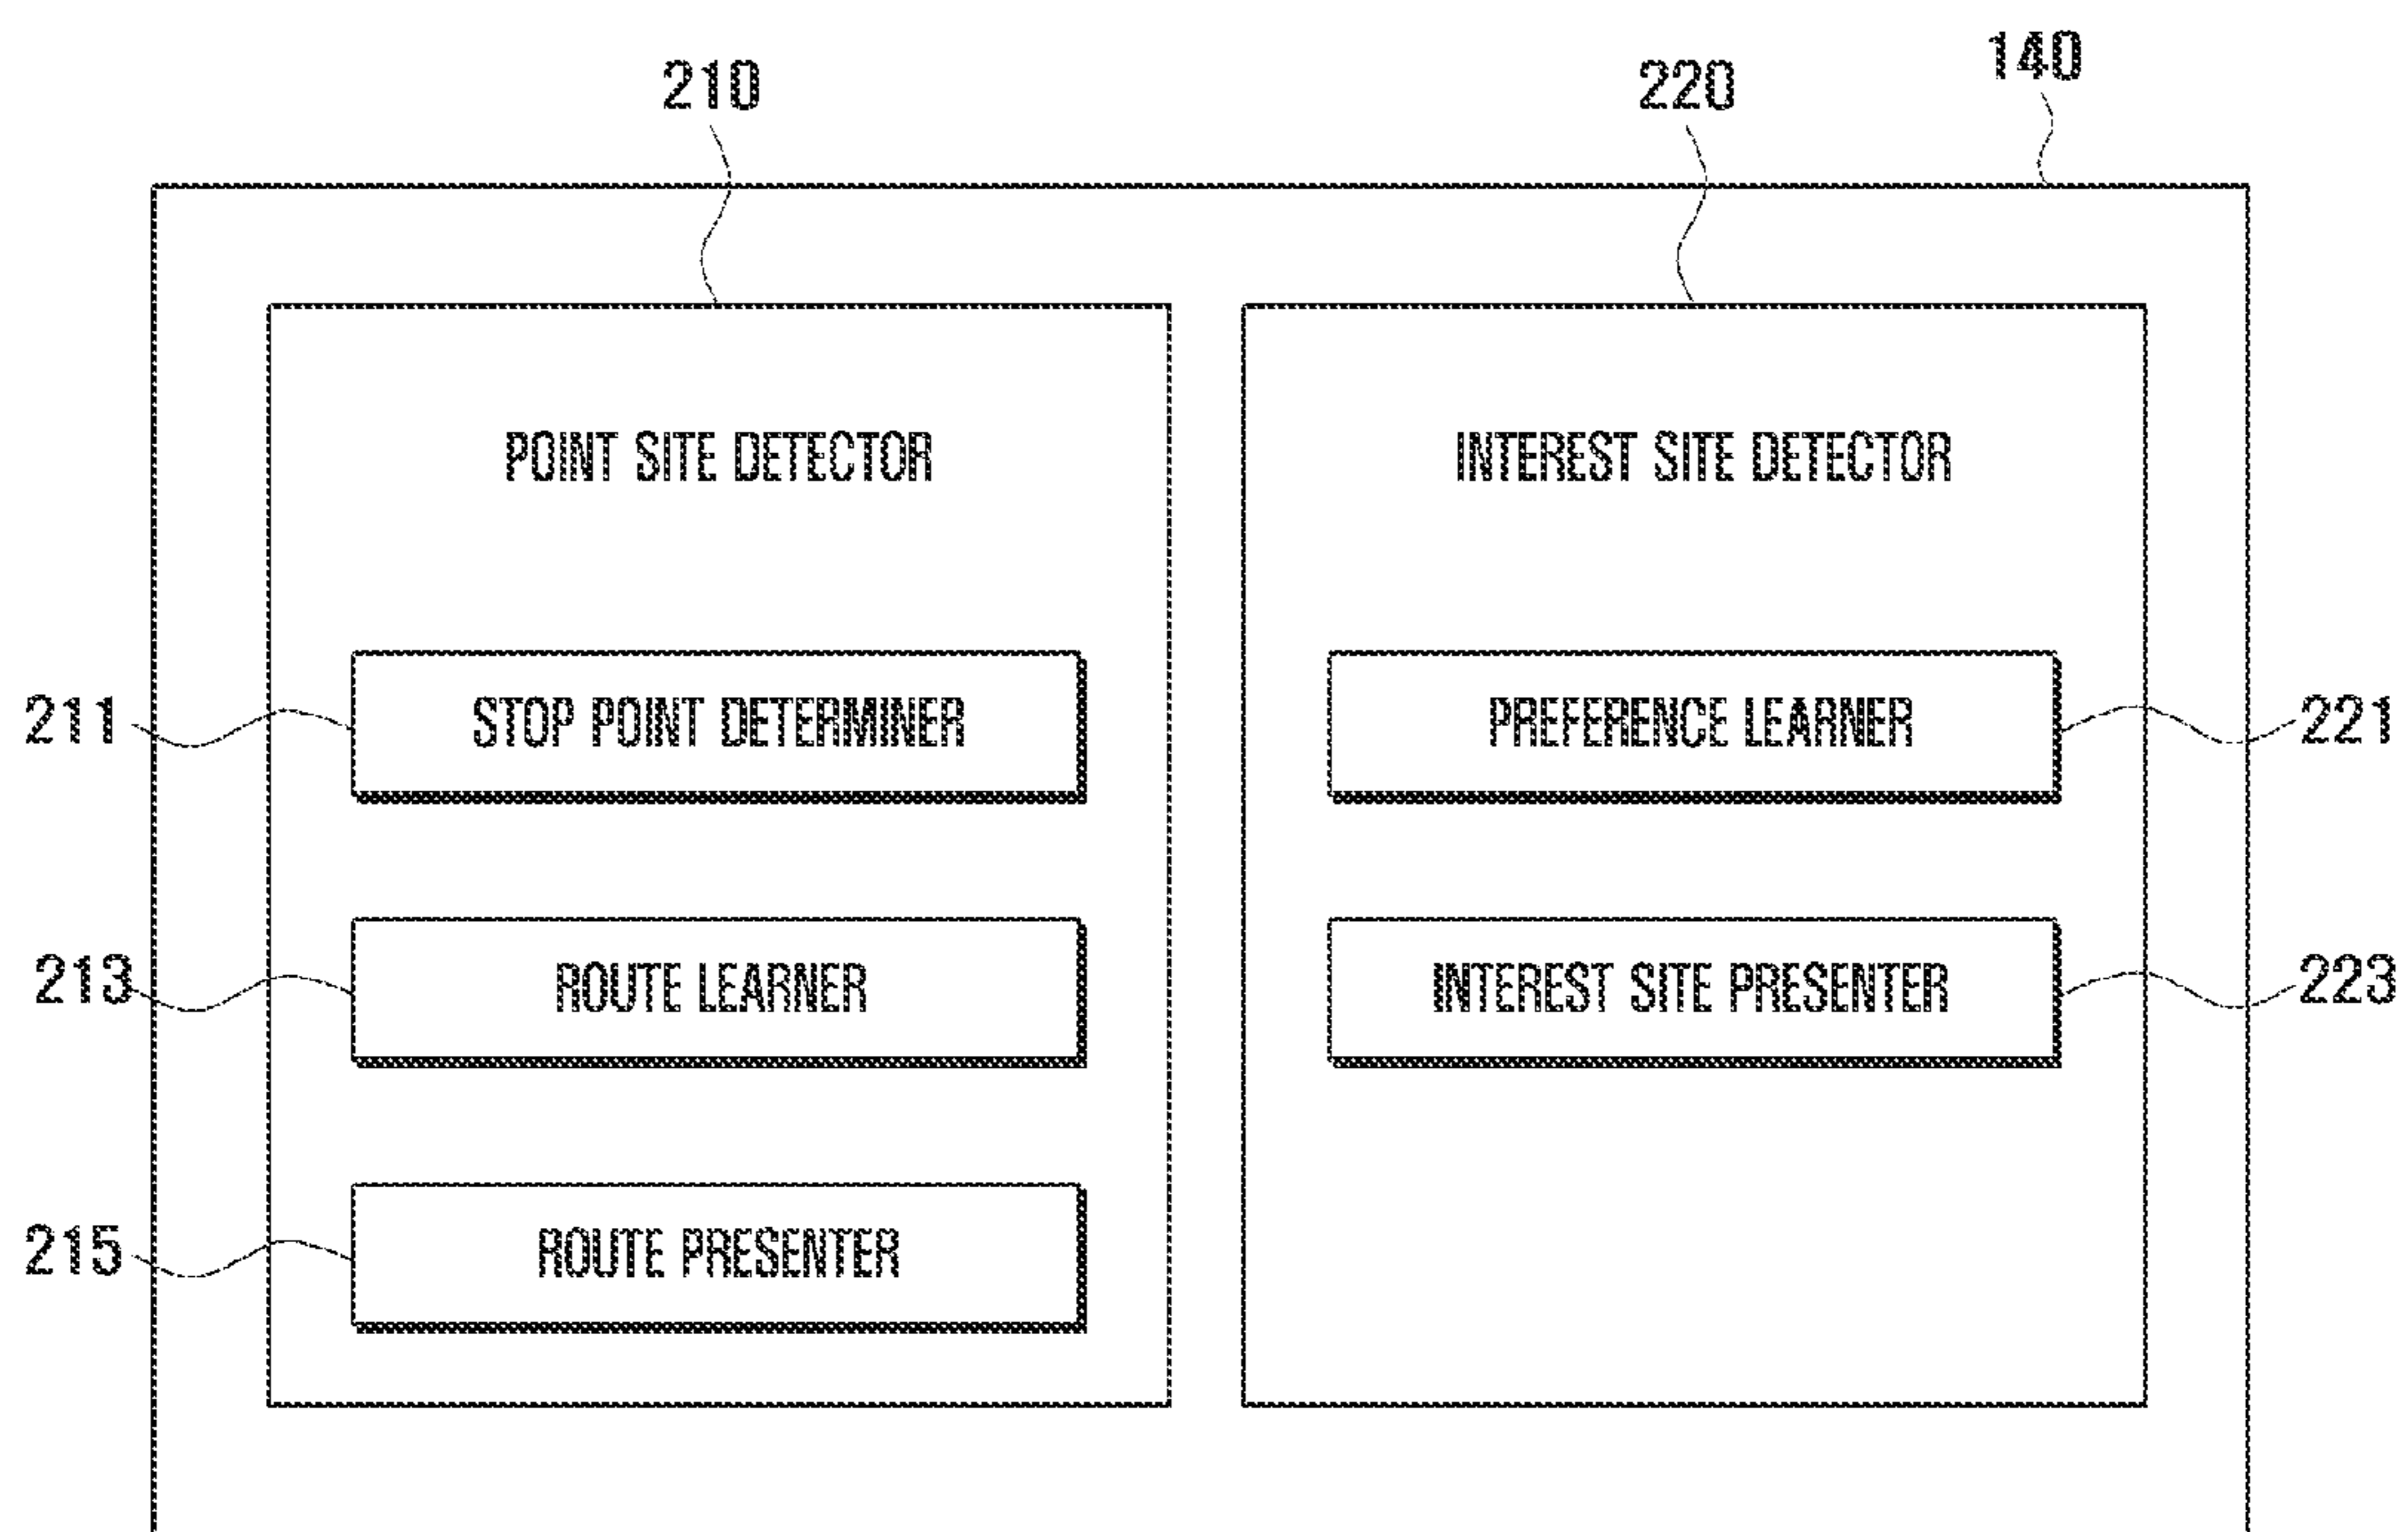 140
210
220
POINT SITE DETECTOR
INTEREST SITE DETECTOR
211
STOP POINT DETERMINER
PREFERENCE LEARNER
221
213
ROUTE LEARNER
INTEREST SITE PRESENTER
223
215
ROUTE PRESENTER